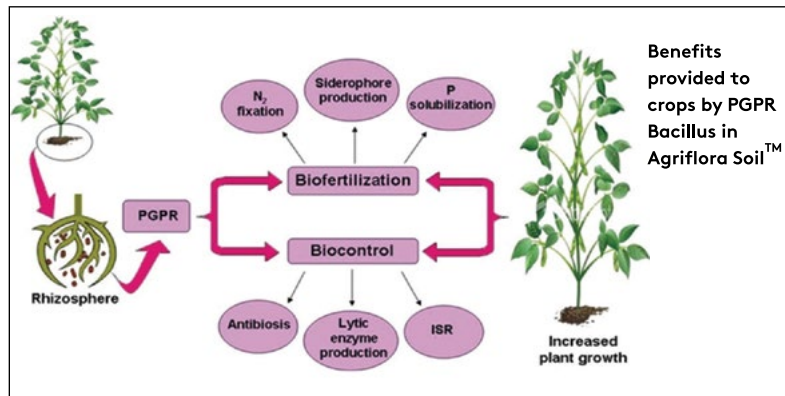 N₂
fixation
Siderophore
production
P
solubilization
Biofertilization
PGPR
Biocontrol
Rhizosphere
Antibiosis
Lytic
enzyme
production
ISR
Increased
plant growth
Benefits
provided to
crops by PGPR
Bacillus in
Agriflora Soil™